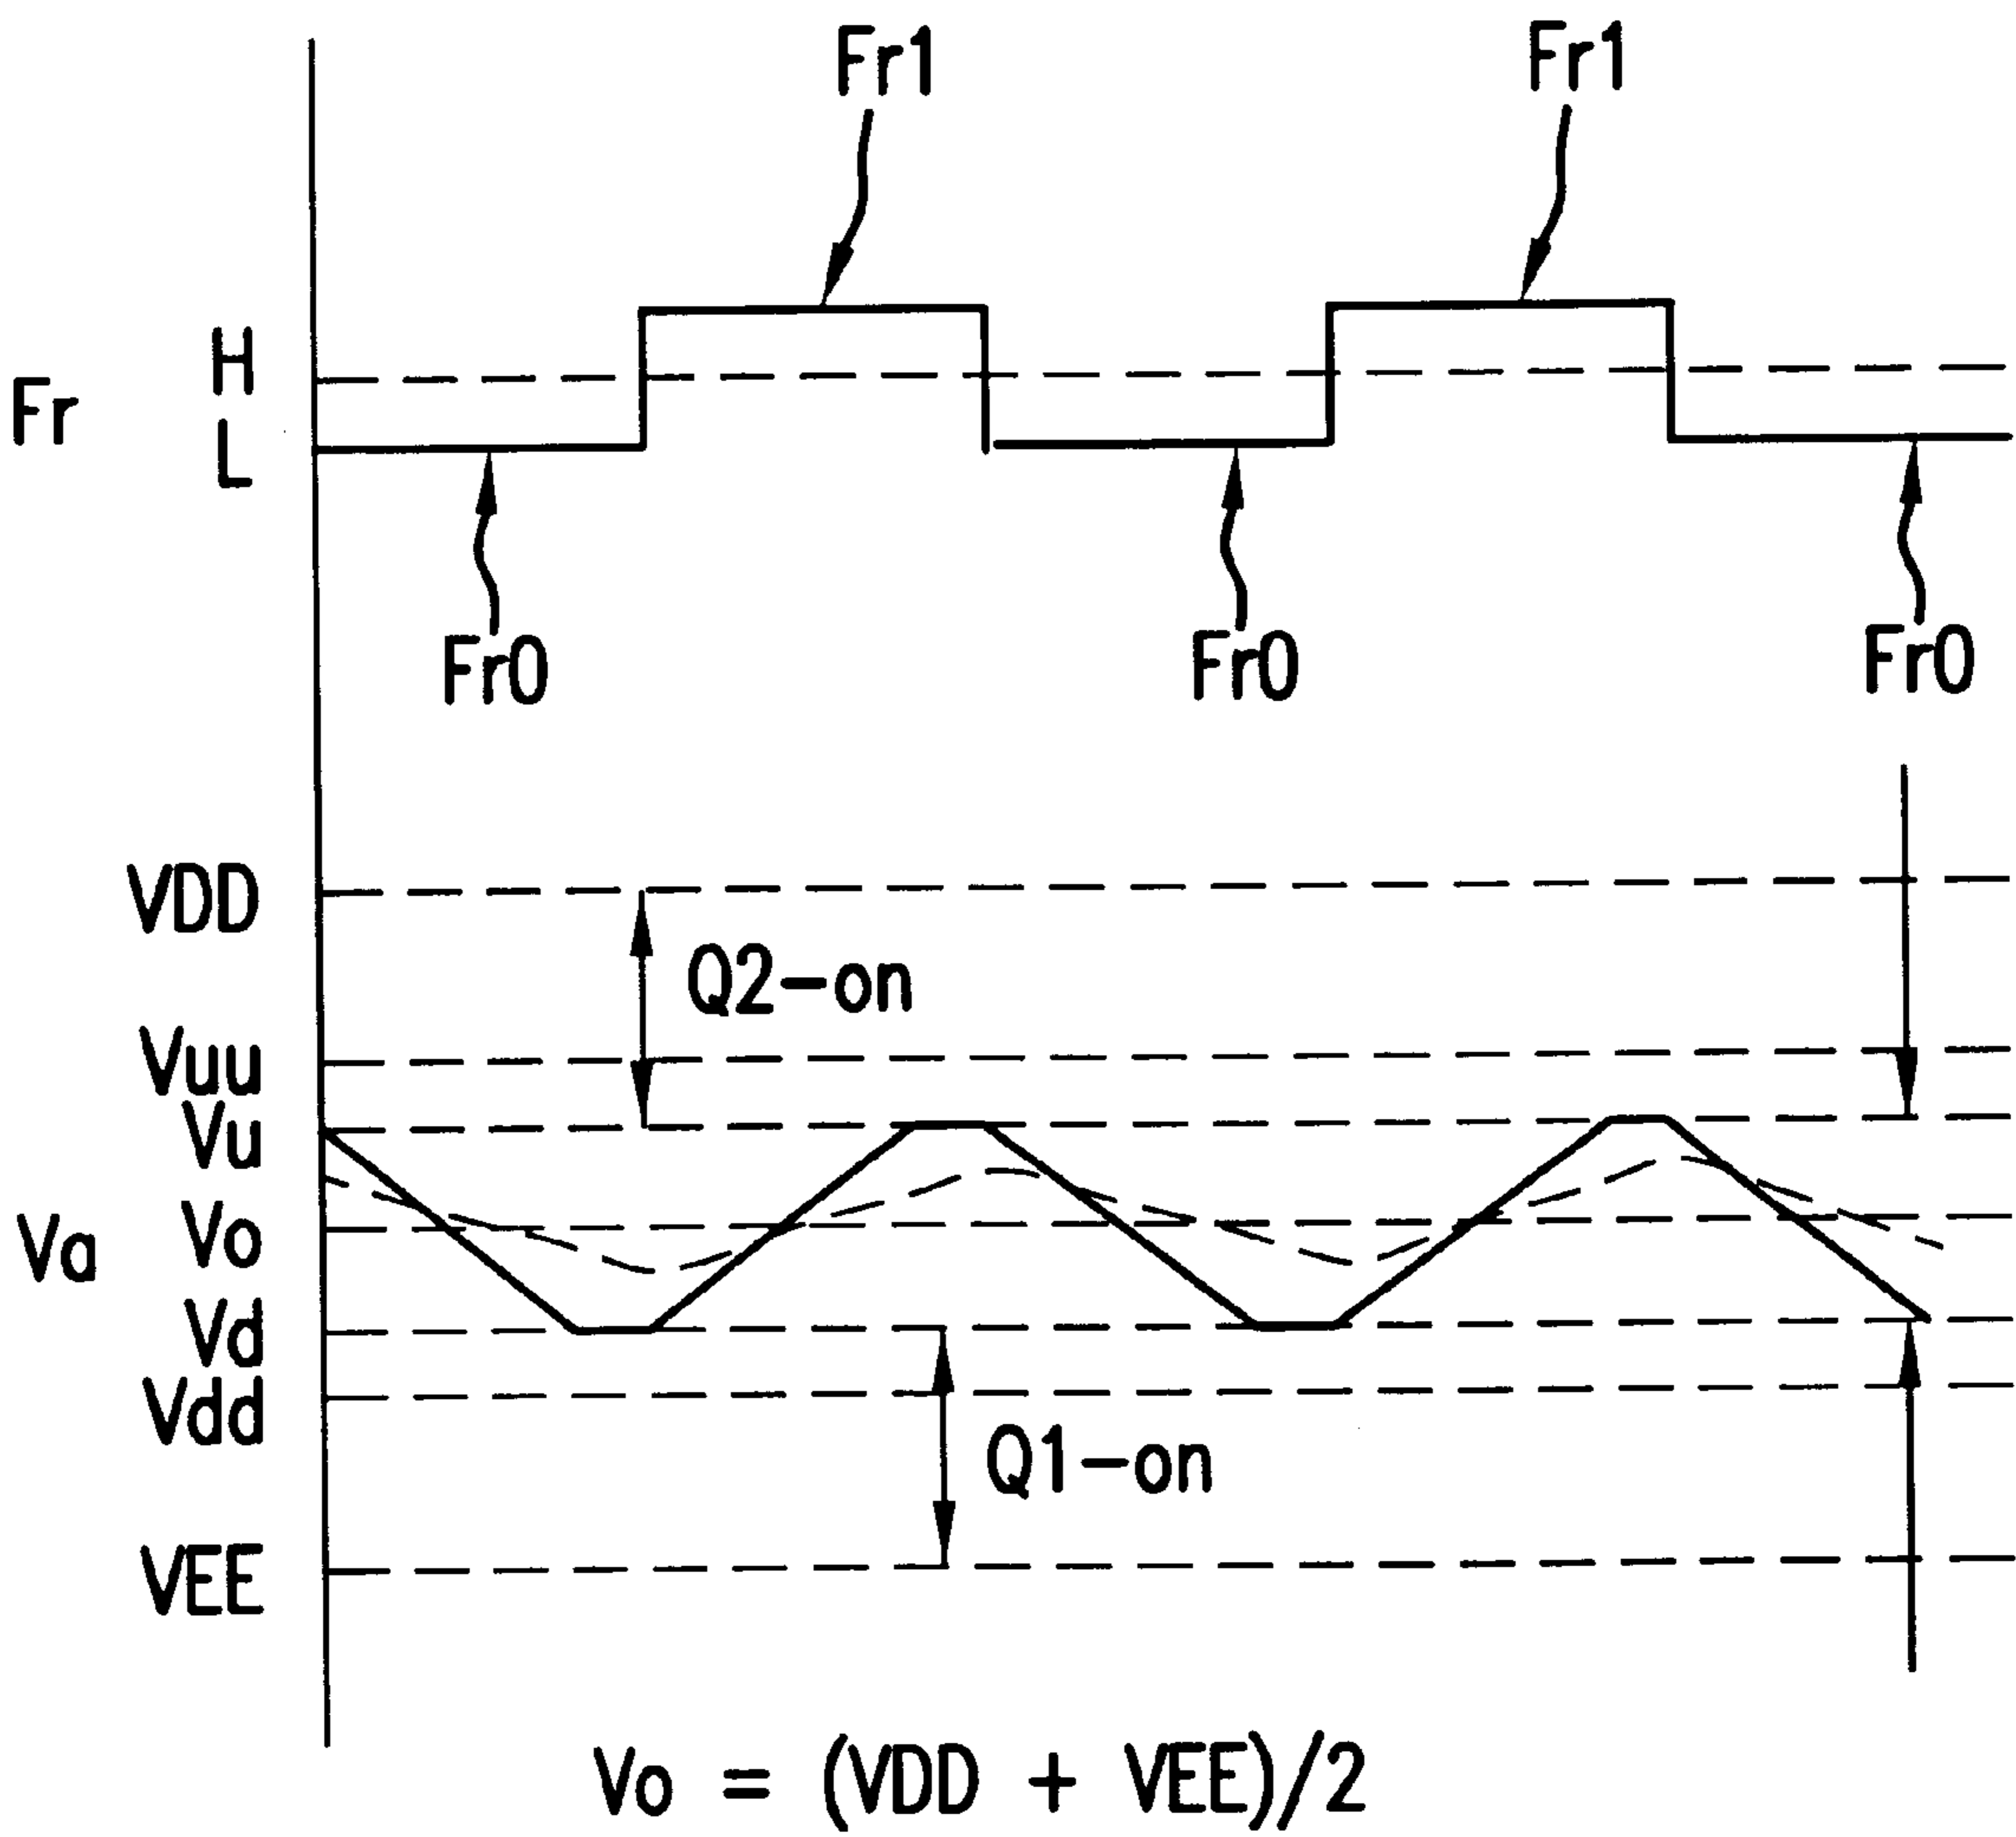 Fr1
Fr1
H
Fr
L
Fr0
Fr0
Fr0
VDD
Q2-on
Vuu
Vu
Va
Vo
Vd
Vdd
Q1-on
VEE
Vo = (VDD + VEE)/2